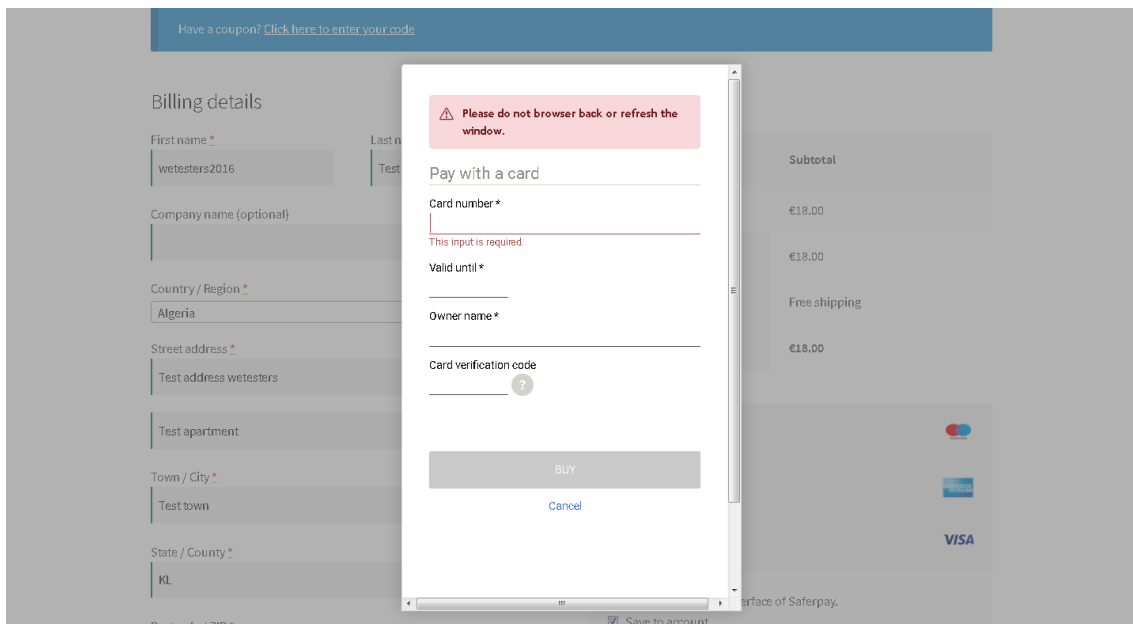 Have a coupon? Click here to enter your code
Billing details
First name *
Last n
wetesters2016
Test
Company name (optional)
Country / Region *
Algeria
Street address *
Test address wetesters
Test apartment
Town / City *
Test town
State / County *
KL
Please do not browser back or refresh the
window.
Pay with a card
Card number *
This input is required.
Valid until *
Owner name *
Card verification code
?
BUY
Cancel
Subtotal
€18.00
€18.00
Free shipping
€18.00
VISA
erface of Saferpay.
Save to account